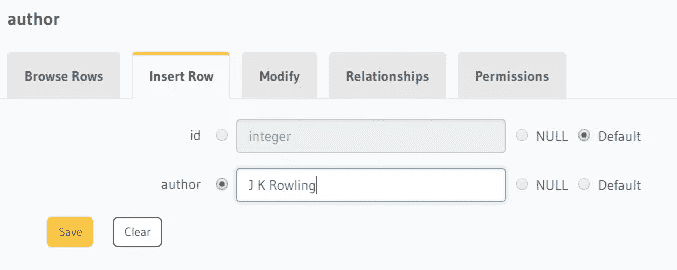 author
Browse Rows Insert Row Modify Relationships Permissions
id integer NULL Default
author J K Rowling NULL Default
Save Clear